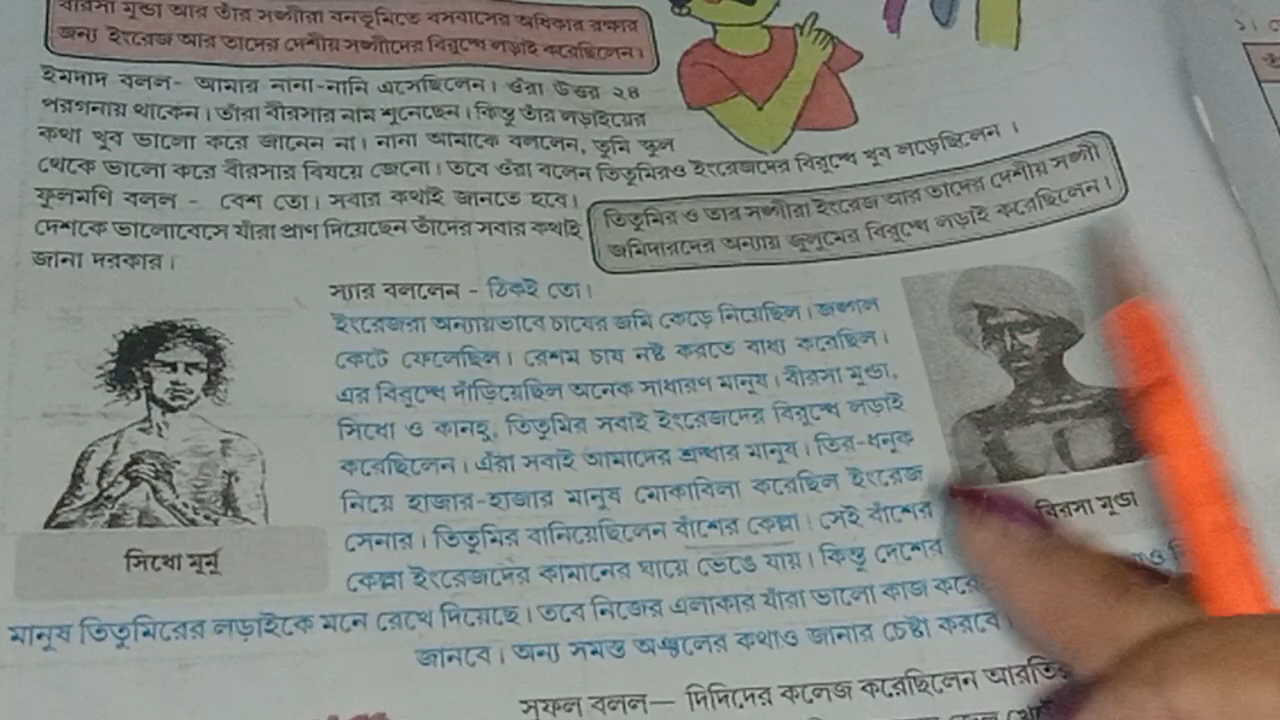 বীরসা মুন্ডা আর তাঁর সঙ্গীরা বনভূমিতে বসবাসের অধিকার রক্ষার
জন্য ইংরেজ আর তাদের দেশীয় সঙ্গীদের বিরুদ্ধে লড়াই করেছিলেন।
ইমদাদ বলল- আমার নানা-নানি এসেছিলেন। ওঁরা উত্তর ২৪
পরগনায় থাকেন। তাঁরা বীরসার নাম শুনেছেন। কিন্তু তাঁর লড়াইয়ের
কথা খুব ভালো করে জানেন না। নানা আমাকে বললেন, তুমি স্কুল
থেকে ভালো করে বীরসার বিষয়ে জেনো। তবে ওঁরা বলেন তিতুমিরও ইংরেজদের বিরুদ্ধে খুব লড়েছিলেন।
ফুলমণি বলল - বেশ তো। সবার কথাই জানতে হবে।
দেশকে ভালোবেসে যাঁরা প্রাণ দিয়েছেন তাঁদের সবার কথাই
জানা দরকার।
তিতুমির ও তার সঙ্গীরা ইংরেজ আর তাদের দেশীয় সঙ্গী
জমিদারদের অন্যায় জুলুমের বিরুদ্ধে লড়াই করেছিলেন।
স্যার বললেন - ঠিকই তো।
ইংরেজরা অন্যায়ভাবে চাষের জমি কেড়ে নিয়েছিল। জঙ্গল
কেটে ফেলেছিল। রেশম চাষ নষ্ট করতে বাধ্য করেছিল।
এর বিরুদ্ধে দাঁড়িয়েছিল অনেক সাধারণ মানুষ। বীরসা মুন্ডা,
সিধো ও কানহু, তিতুমির সবাই ইংরেজদের বিরুদ্ধে লড়াই
করেছিলেন। এঁরা সবাই আমাদের শ্রদ্ধার মানুষ। তির-ধনুক
নিয়ে হাজার-হাজার মানুষ মোকাবিলা করেছিল ইংরেজ
সেনার। তিতুমির বানিয়েছিলেন বাঁশের কেল্লা। সেই বাঁশের
কেল্লা ইংরেজদের কামানের ঘায়ে ভেঙে যায়। কিন্তু দেশের
মানুষ তিতুমিরের লড়াইকে মনে রেখে দিয়েছে। তবে নিজের এলাকার যাঁরা ভালো কাজ করে
জানবে। অন্য সমস্ত অঞ্চলের কথাও জানার চেষ্টা করবে
সিধো মুর্মু
বিরসা মুন্ডা
সুফল বলল— দিদিদের কলেজ করেছিলেন